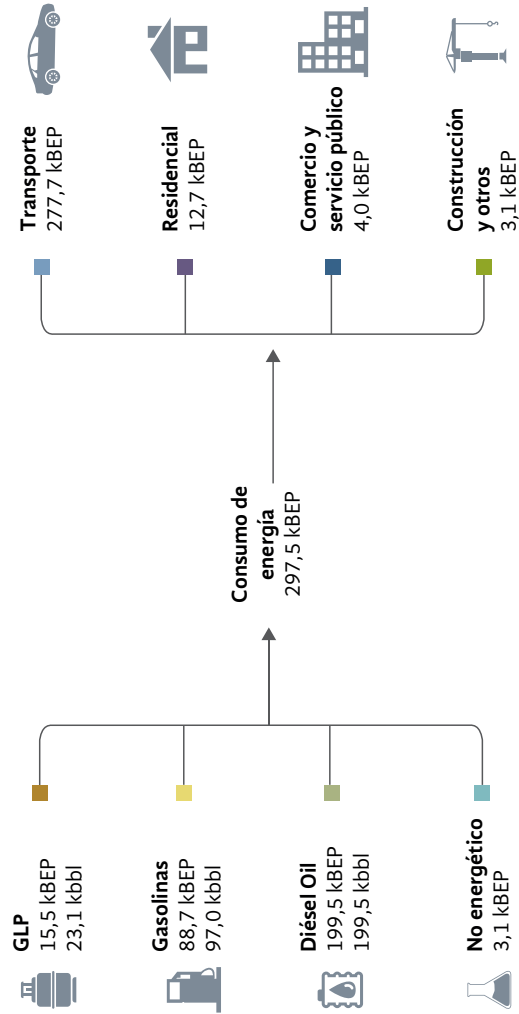 GLP
15,5 kBEP
23,1 kbbl
Gasolinas
88,7 kBEP
97,0 kbbl
Diésel Oil
199,5 kBEP
199,5 kbbl
No energético
3,1 kBEP
Consumo de
energía
297,5 kBEP
Transporte
277,7 kBEP
Residencial
12,7 kBEP
Comercio y
servicio público
4,0 kBEP
Construcción
y otros
3,1 kBEP